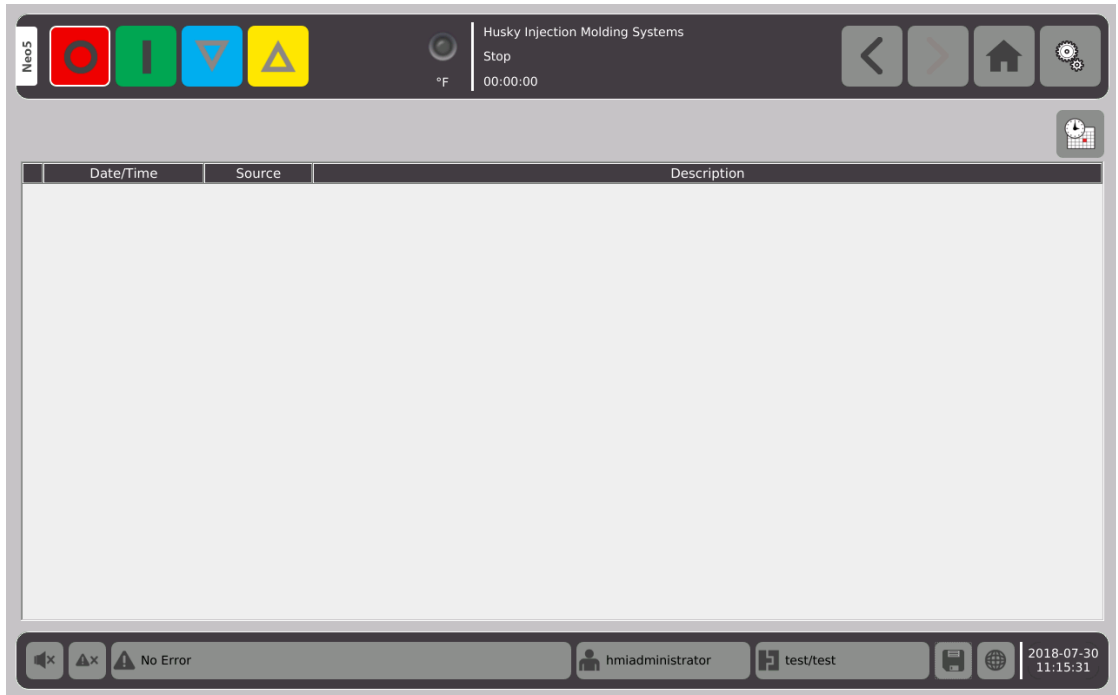 Neo5
Husky Injection Molding Systems
Stop
°F
00:00:00
Date/Time Source Description
No Error
hmiadministrator
test/test
2018-07-30
11:15:31